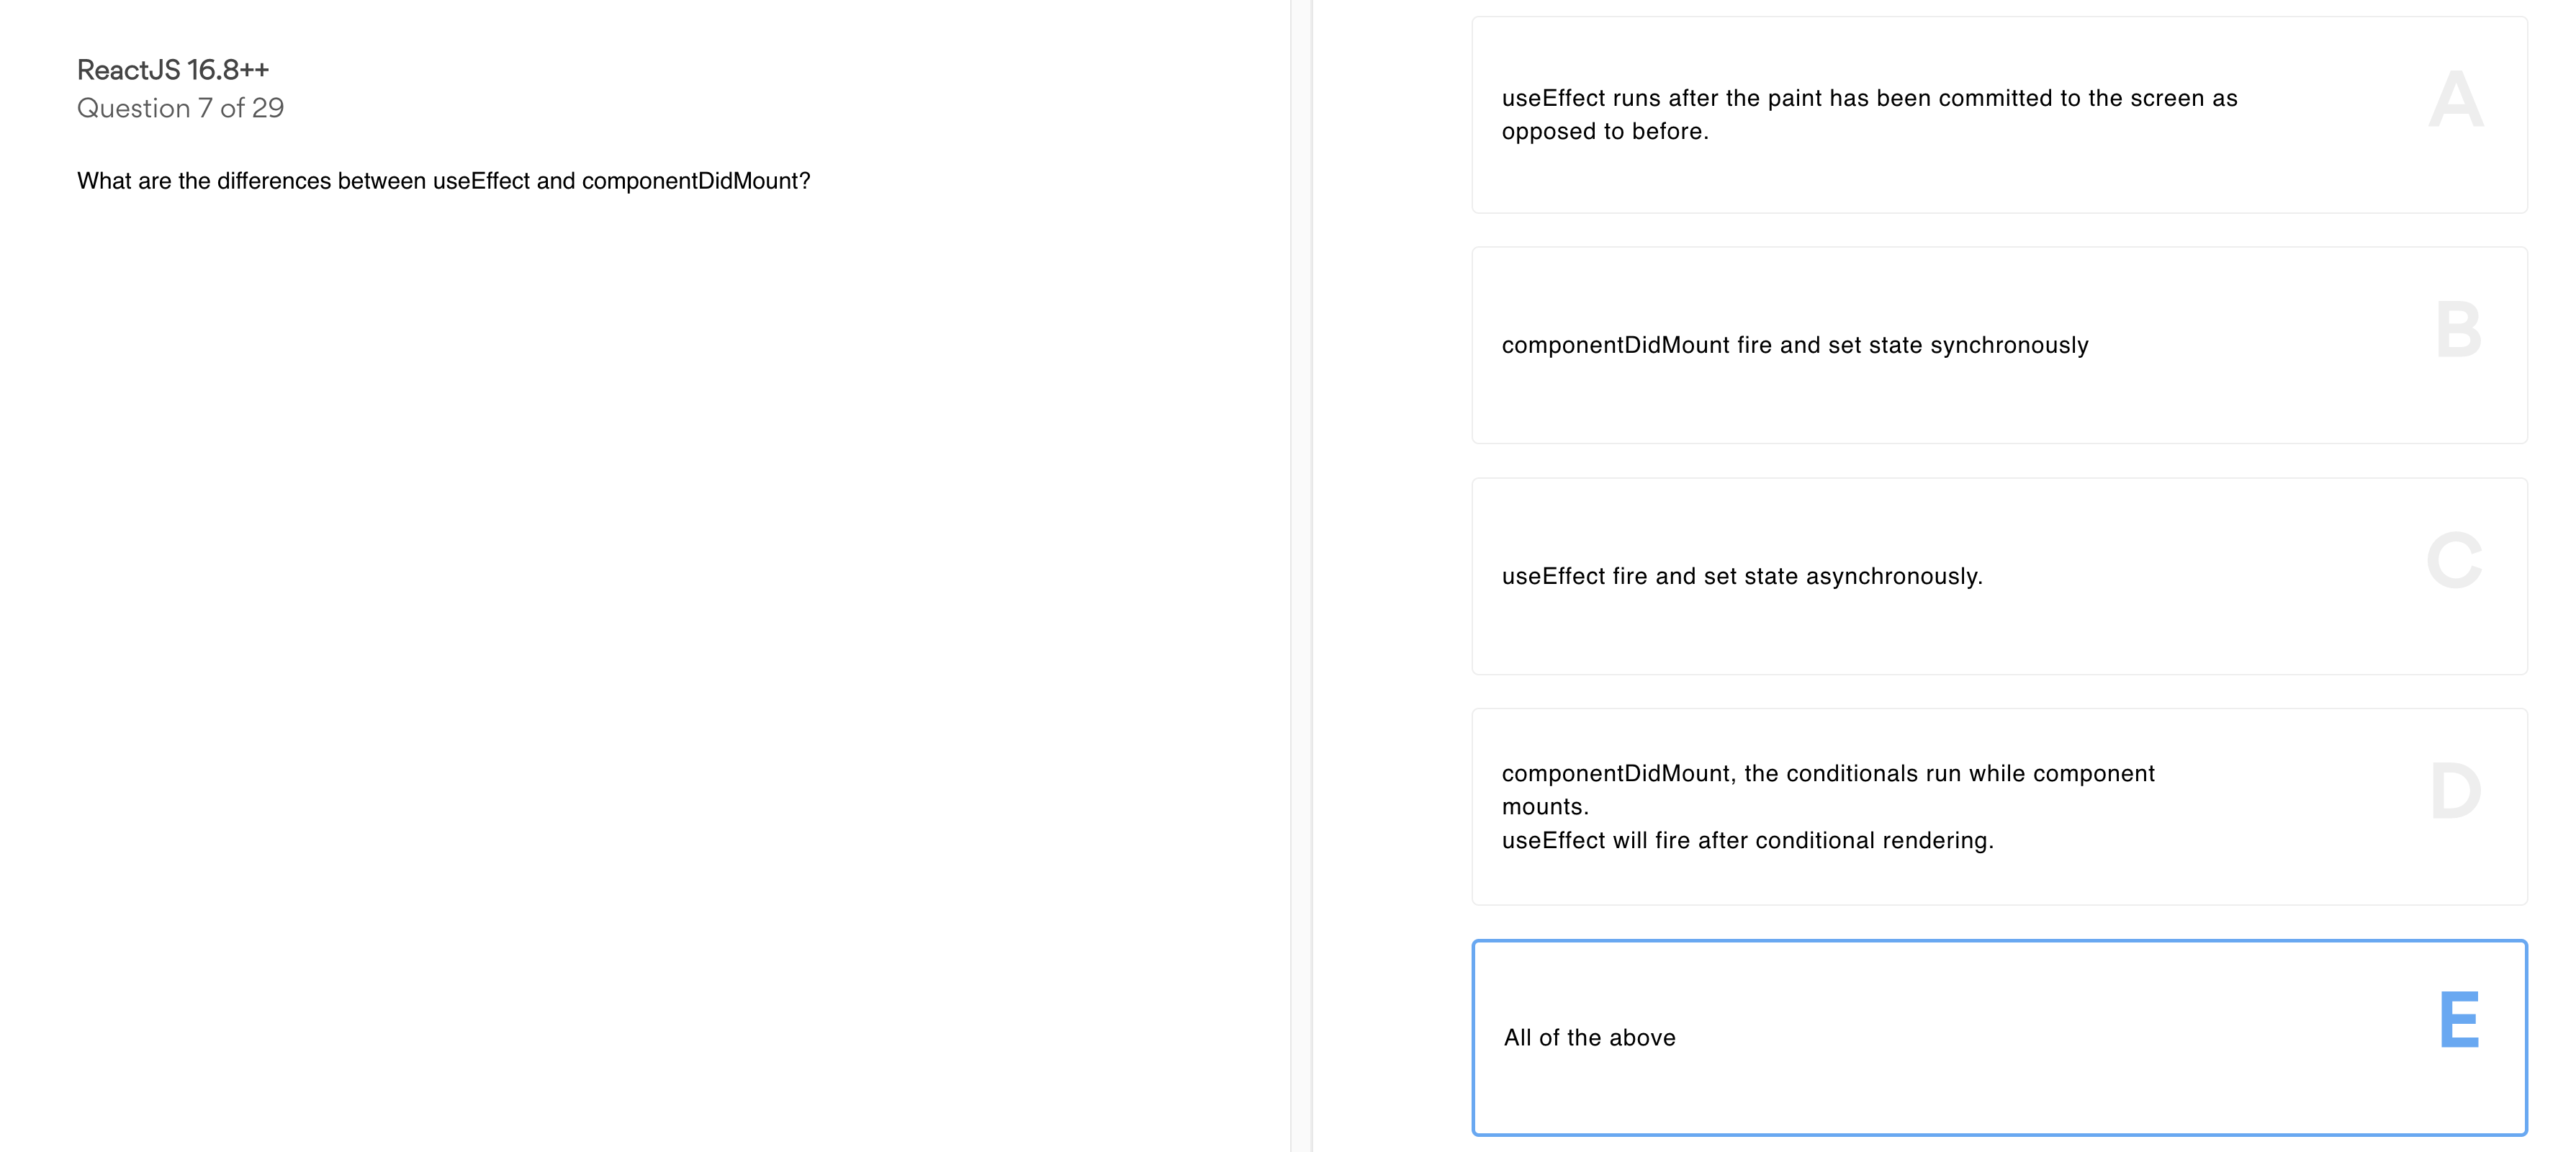 ReactJS 16.8++
Question 7 of 29
What are the differences between useEffect and componentDidMount?
useEffect runs after the paint has been committed to the screen as
opposed to before.
A
componentDidMount fire and set state synchronously
B
useEffect fire and set state asynchronously.
C
componentDidMount, the conditionals run while component
mounts.
useEffect will fire after conditional rendering.
D
All of the above
E